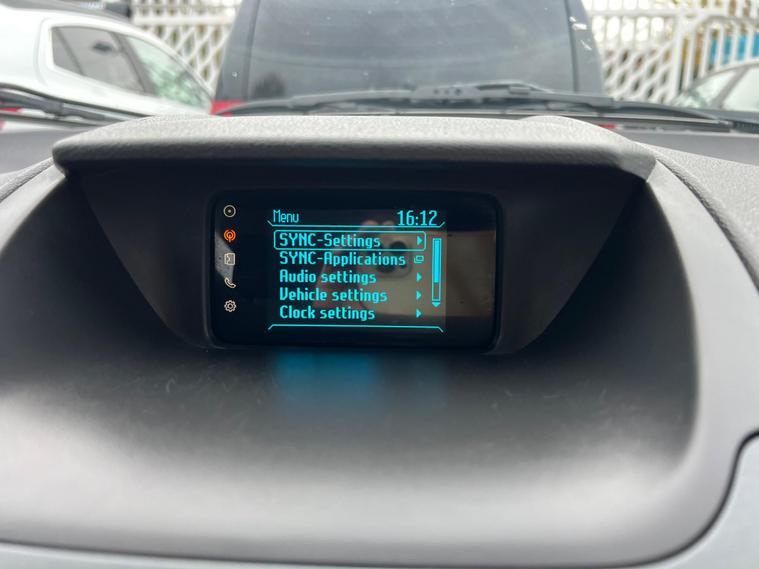 Menu 16:12
SYNC-Settings
SYNC-Applications
Audio settings
Vehicle settings
Clock settings